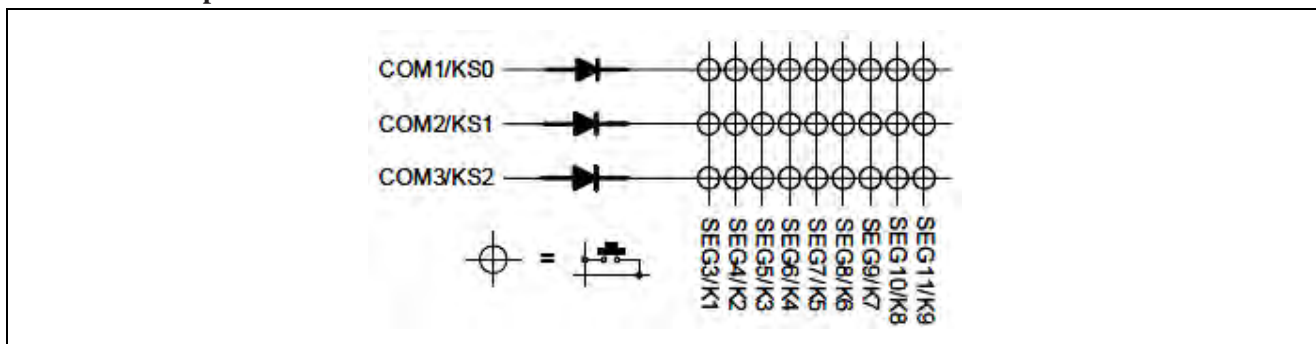 COM1/KS0
COM2/KS1
COM3/KS2
=
SEG3/K1
SEG4/K2
SEG5/K3
SEG6/K4
SEG7/K5
SEG8/K6
SEG9/K7
SEG10/K8
SEG11/K9